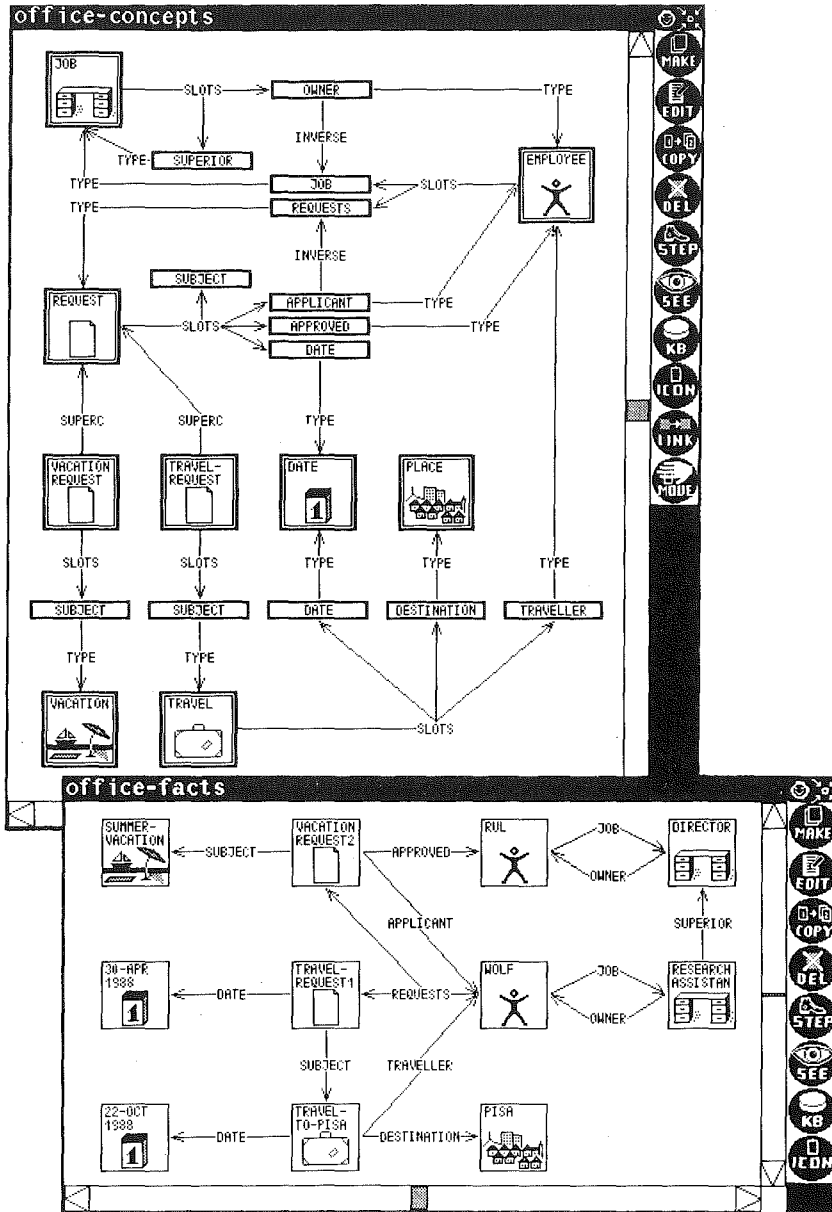 office-concepts
JOB
SLOTS
OWNER
TYPE
MAKE
EDIT
INVERSE
TYPE
SUPERIOR
EMPLOYEE
COPY
TYPE
JOB
SLOTS
TYPE
REQUESTS
DEL
STEP
INVERSE
SUBJECT
SEE
REQUEST
APPLICANT
TYPE
SLOTS
APPROVED
TYPE
KB
DATE
ICON
SUPERC
SUPERC
TYPE
LINK
VACATION
REQUEST
TRAVEL-
REQUEST
DATE
1
PLACE
MOVE
SLOTS
SLOTS
TYPE
TYPE
TYPE
SUBJECT
SUBJECT
DATE
DESTINATION
TRAVELLER
TYPE
TYPE
VACATION
TRAVEL
SLOTS
office-facts
SUMMER-
VACATION
SUBJECT
VACATION
REQUEST2
APPROVED
RUL
JOB
OWNER
DIRECTOR
MAKE
EDIT
APPLICANT
SUPERIOR
COPY
30-APR
1988
1
DATE
TRAVEL-
REQUEST1
REQUESTS
WOLF
JOB
OWNER
RESEARCH
ASSISTAN
DEL
STEP
SUBJECT
TRAVELLER
SEE
22-OCT
1988
1
DATE
TRAVEL-
TO-PISA
DESTINATION
PISA
KB
ICON